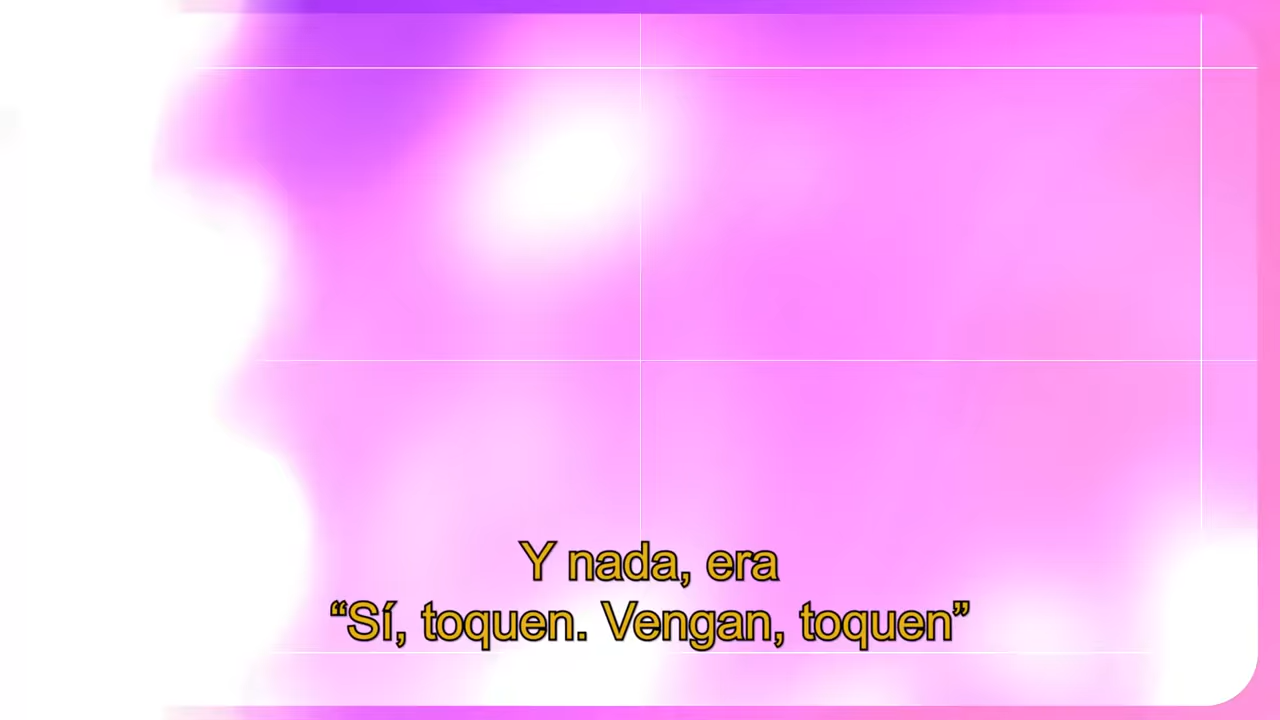 Y nada, era
“Sí, toquen. Vengan, toquen”